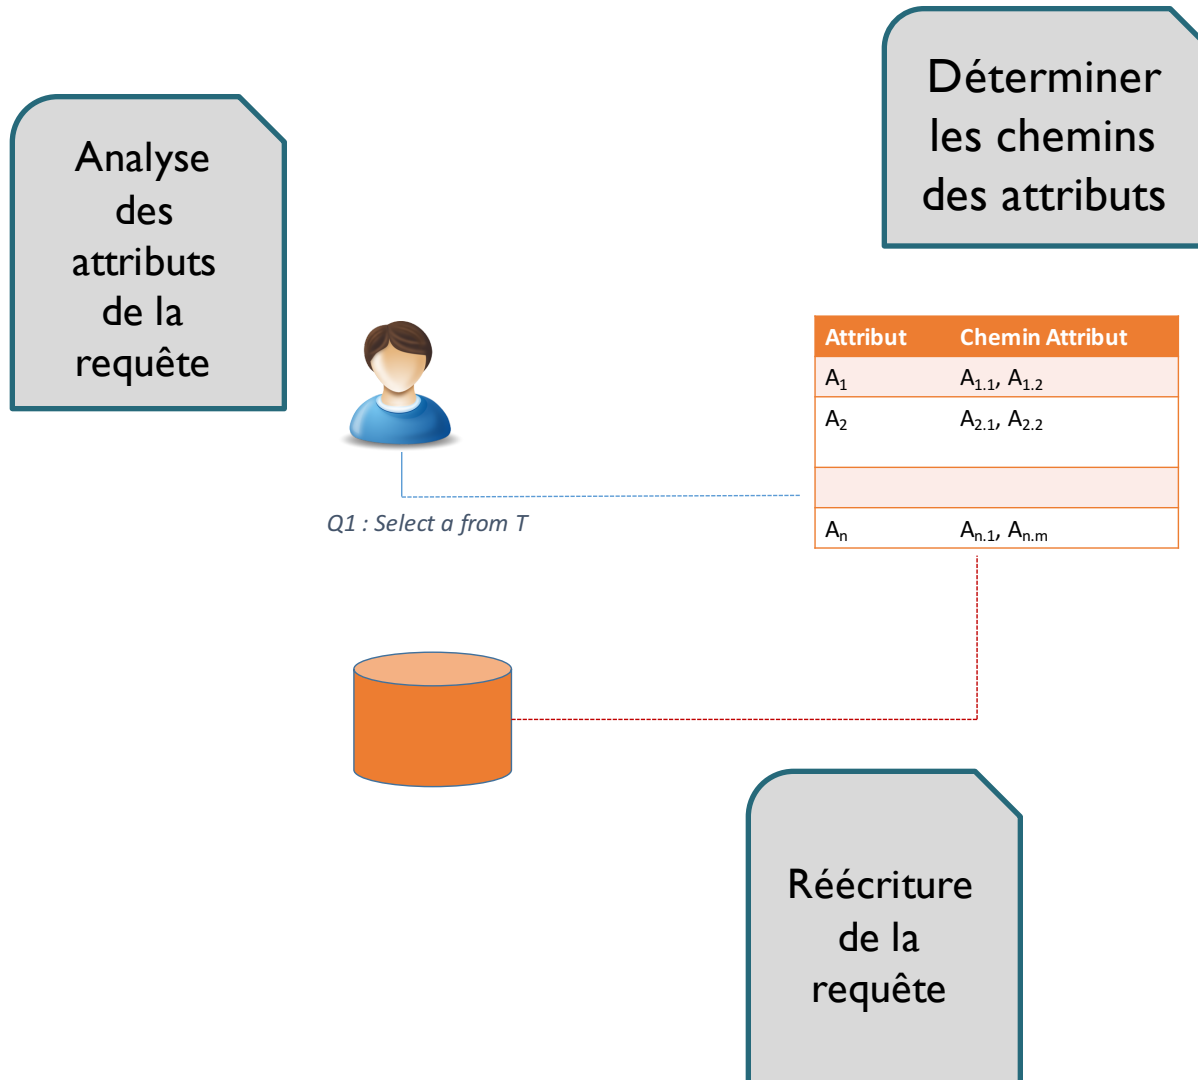 Déterminer
les chemins
des attributs
Analyse
des
attributs
de la
requête
Attribut Chemin Attribut
A1 A1.1, A1.2
A2 A2.1, A2.2
An An.1, An.m
Q1 : Select a from T
Réécriture
de la
requête